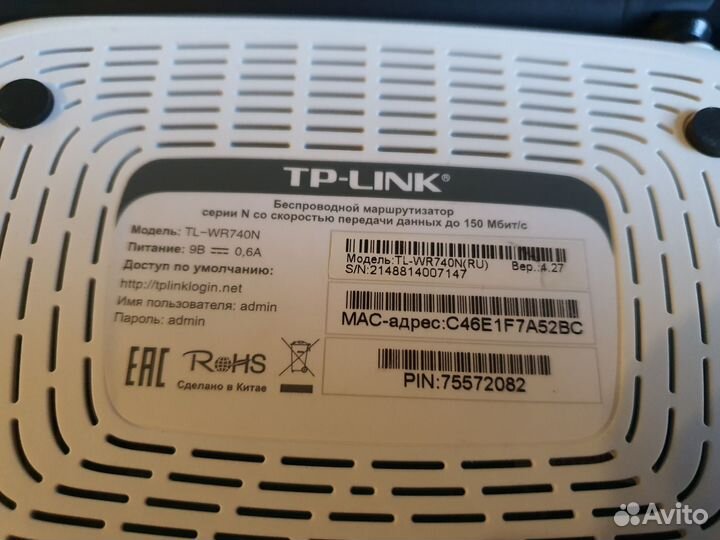 TP-LINK®
Беспроводной маршрутизатор
серии N со скоростью передачи данных до 150 Мбит/с
Модель: TL-WR740N
Питание: 9В ⎓ 0,6А
Доступ по умолчанию:
http://tplinklogin.net
Имя пользователя: admin
Пароль: admin
EAC RoHS
Сделано в Китае
Модель:TL-WR740N(RU) Вер.:4.27
S/N:2148814007147
MAC-адрес:C46E1F7A52BC
PIN:75572082
Avito